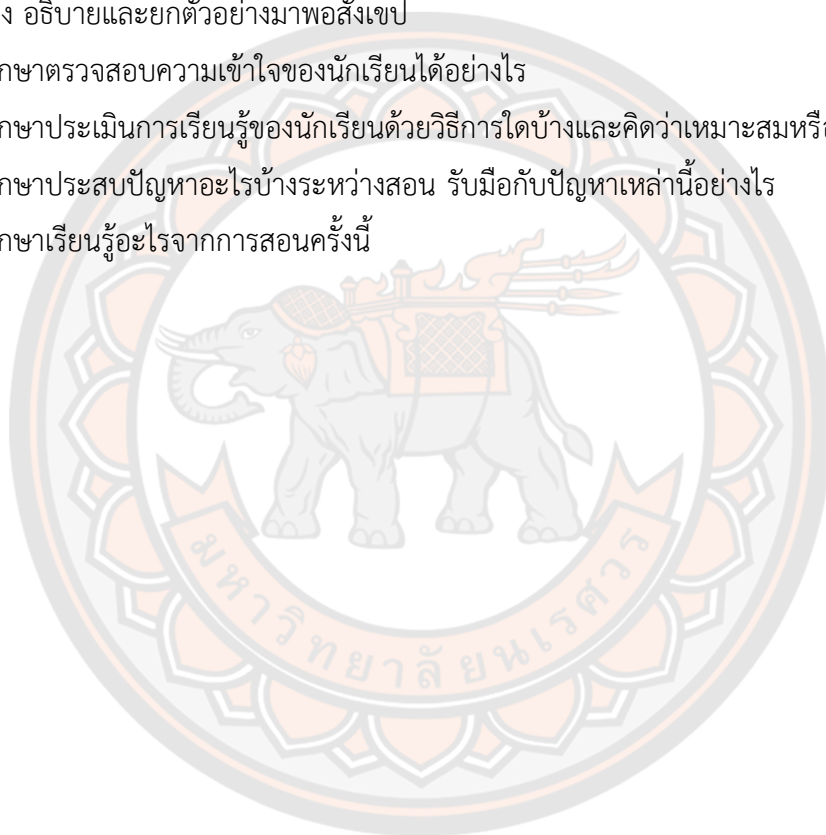 ง อธิบายและยกตัวอย่างมาพอสังเขป
กษาตรวจสอบความเข้าใจของนักเรียนได้อย่างไร
กษาประเมินการเรียนรู้ของนักเรียนด้วยวิธีการใดบ้างและคิดว่าเหมาะสมหรือ
กษาประสบปัญหาอะไรบ้างระหว่างสอน รับมือกับปัญหาเหล่านี้อย่างไร
กษาเรียนรู้อะไรจากการสอนครั้งนี้
มหาวิทยาลัยนเรศวร